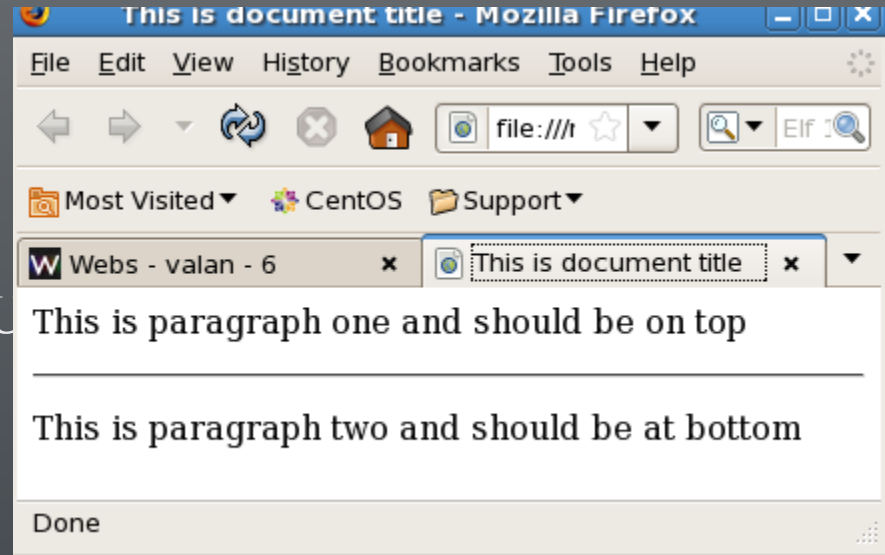 This is document title - Mozilla Firefox
File Edit View History Bookmarks Tools Help
file:/// Elf
Most Visited CentOS Support
W Webs - valan - 6 This is document title
This is paragraph one and should be on top
This is paragraph two and should be at bottom
Done